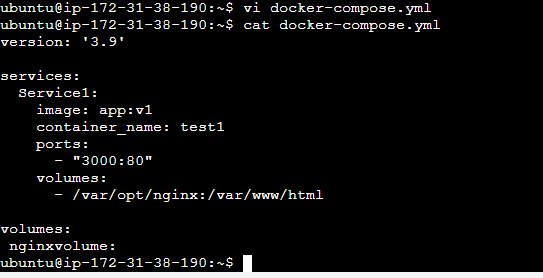 ubuntu@ip-172-31-38-190:~$ vi docker-compose.yml
ubuntu@ip-172-31-38-190:~$ cat docker-compose.yml
version: '3.9'

services:
  Service1:
    image: app:v1
    container_name: test1
    ports:
      - "3000:80"
    volumes:
      - /var/opt/nginx:/var/www/html

volumes:
 nginxvolume:
ubuntu@ip-172-31-38-190:~$